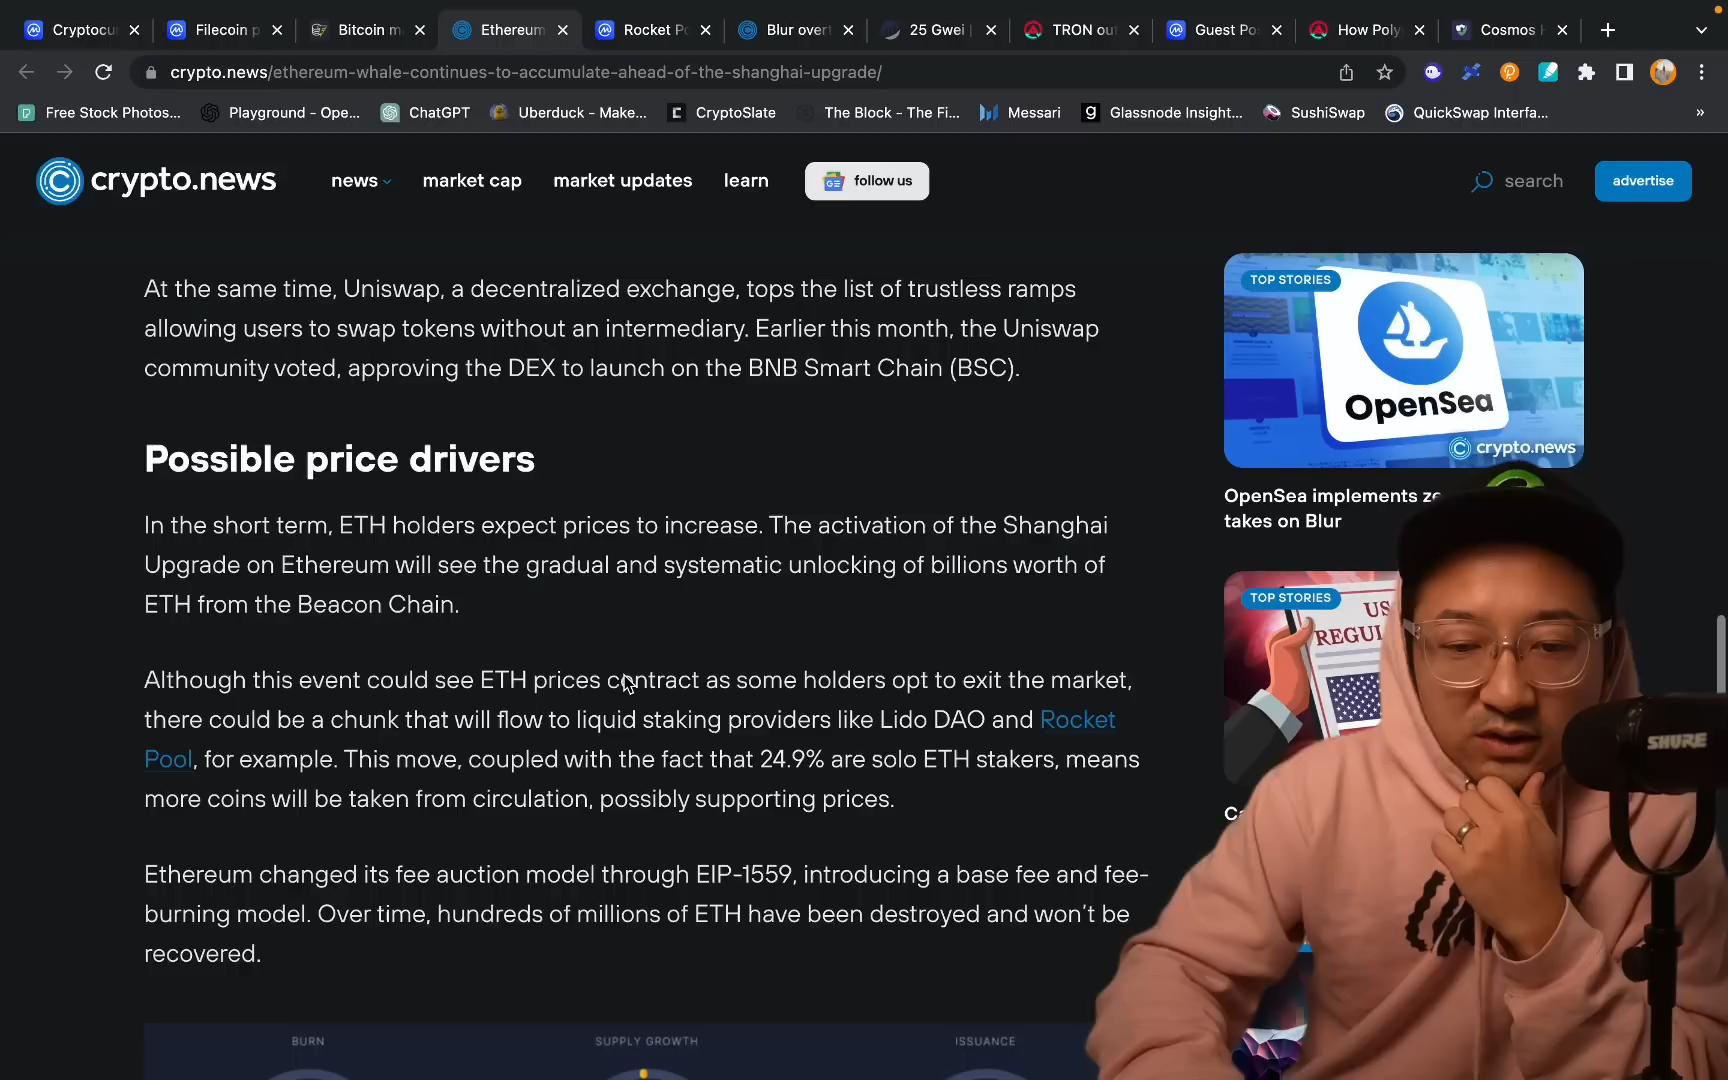 Cryptocu
Filecoin p
Bitcoin m
Ethereum
Rocket Po
Blur overt
25 Gwei
TRON out
Guest Pos
How Poly
Cosmos H
crypto.news/ethereum-whale-continues-to-accumulate-ahead-of-the-shanghai-upgrade/
Free Stock Photos...
Playground - Ope...
ChatGPT
Uberduck - Make...
CryptoSlate
The Block - The Fi...
Messari
Glassnode Insight...
SushiSwap
QuickSwap Interfa...
crypto.news
news
market cap
market updates
learn
follow us
search
advertise
At the same time, Uniswap, a decentralized exchange, tops the list of trustless ramps
allowing users to swap tokens without an intermediary. Earlier this month, the Uniswap
community voted, approving the DEX to launch on the BNB Smart Chain (BSC).
Possible price drivers
In the short term, ETH holders expect prices to increase. The activation of the Shanghai
Upgrade on Ethereum will see the gradual and systematic unlocking of billions worth of
ETH from the Beacon Chain.
Although this event could see ETH prices contract as some holders opt to exit the market,
there could be a chunk that will flow to liquid staking providers like Lido DAO and Rocket
Pool, for example. This move, coupled with the fact that 24.9% are solo ETH stakers, means
more coins will be taken from circulation, possibly supporting prices.
Ethereum changed its fee auction model through EIP-1559, introducing a base fee and fee-
burning model. Over time, hundreds of millions of ETH have been destroyed and won't be
recovered.
BURN
SUPPLY GROWTH
ISSUANCE
TOP STORIES
OpenSea
crypto.news
OpenSea implements ze
takes on Blur
TOP STORIES
US
REGUL
Ca
SHURE